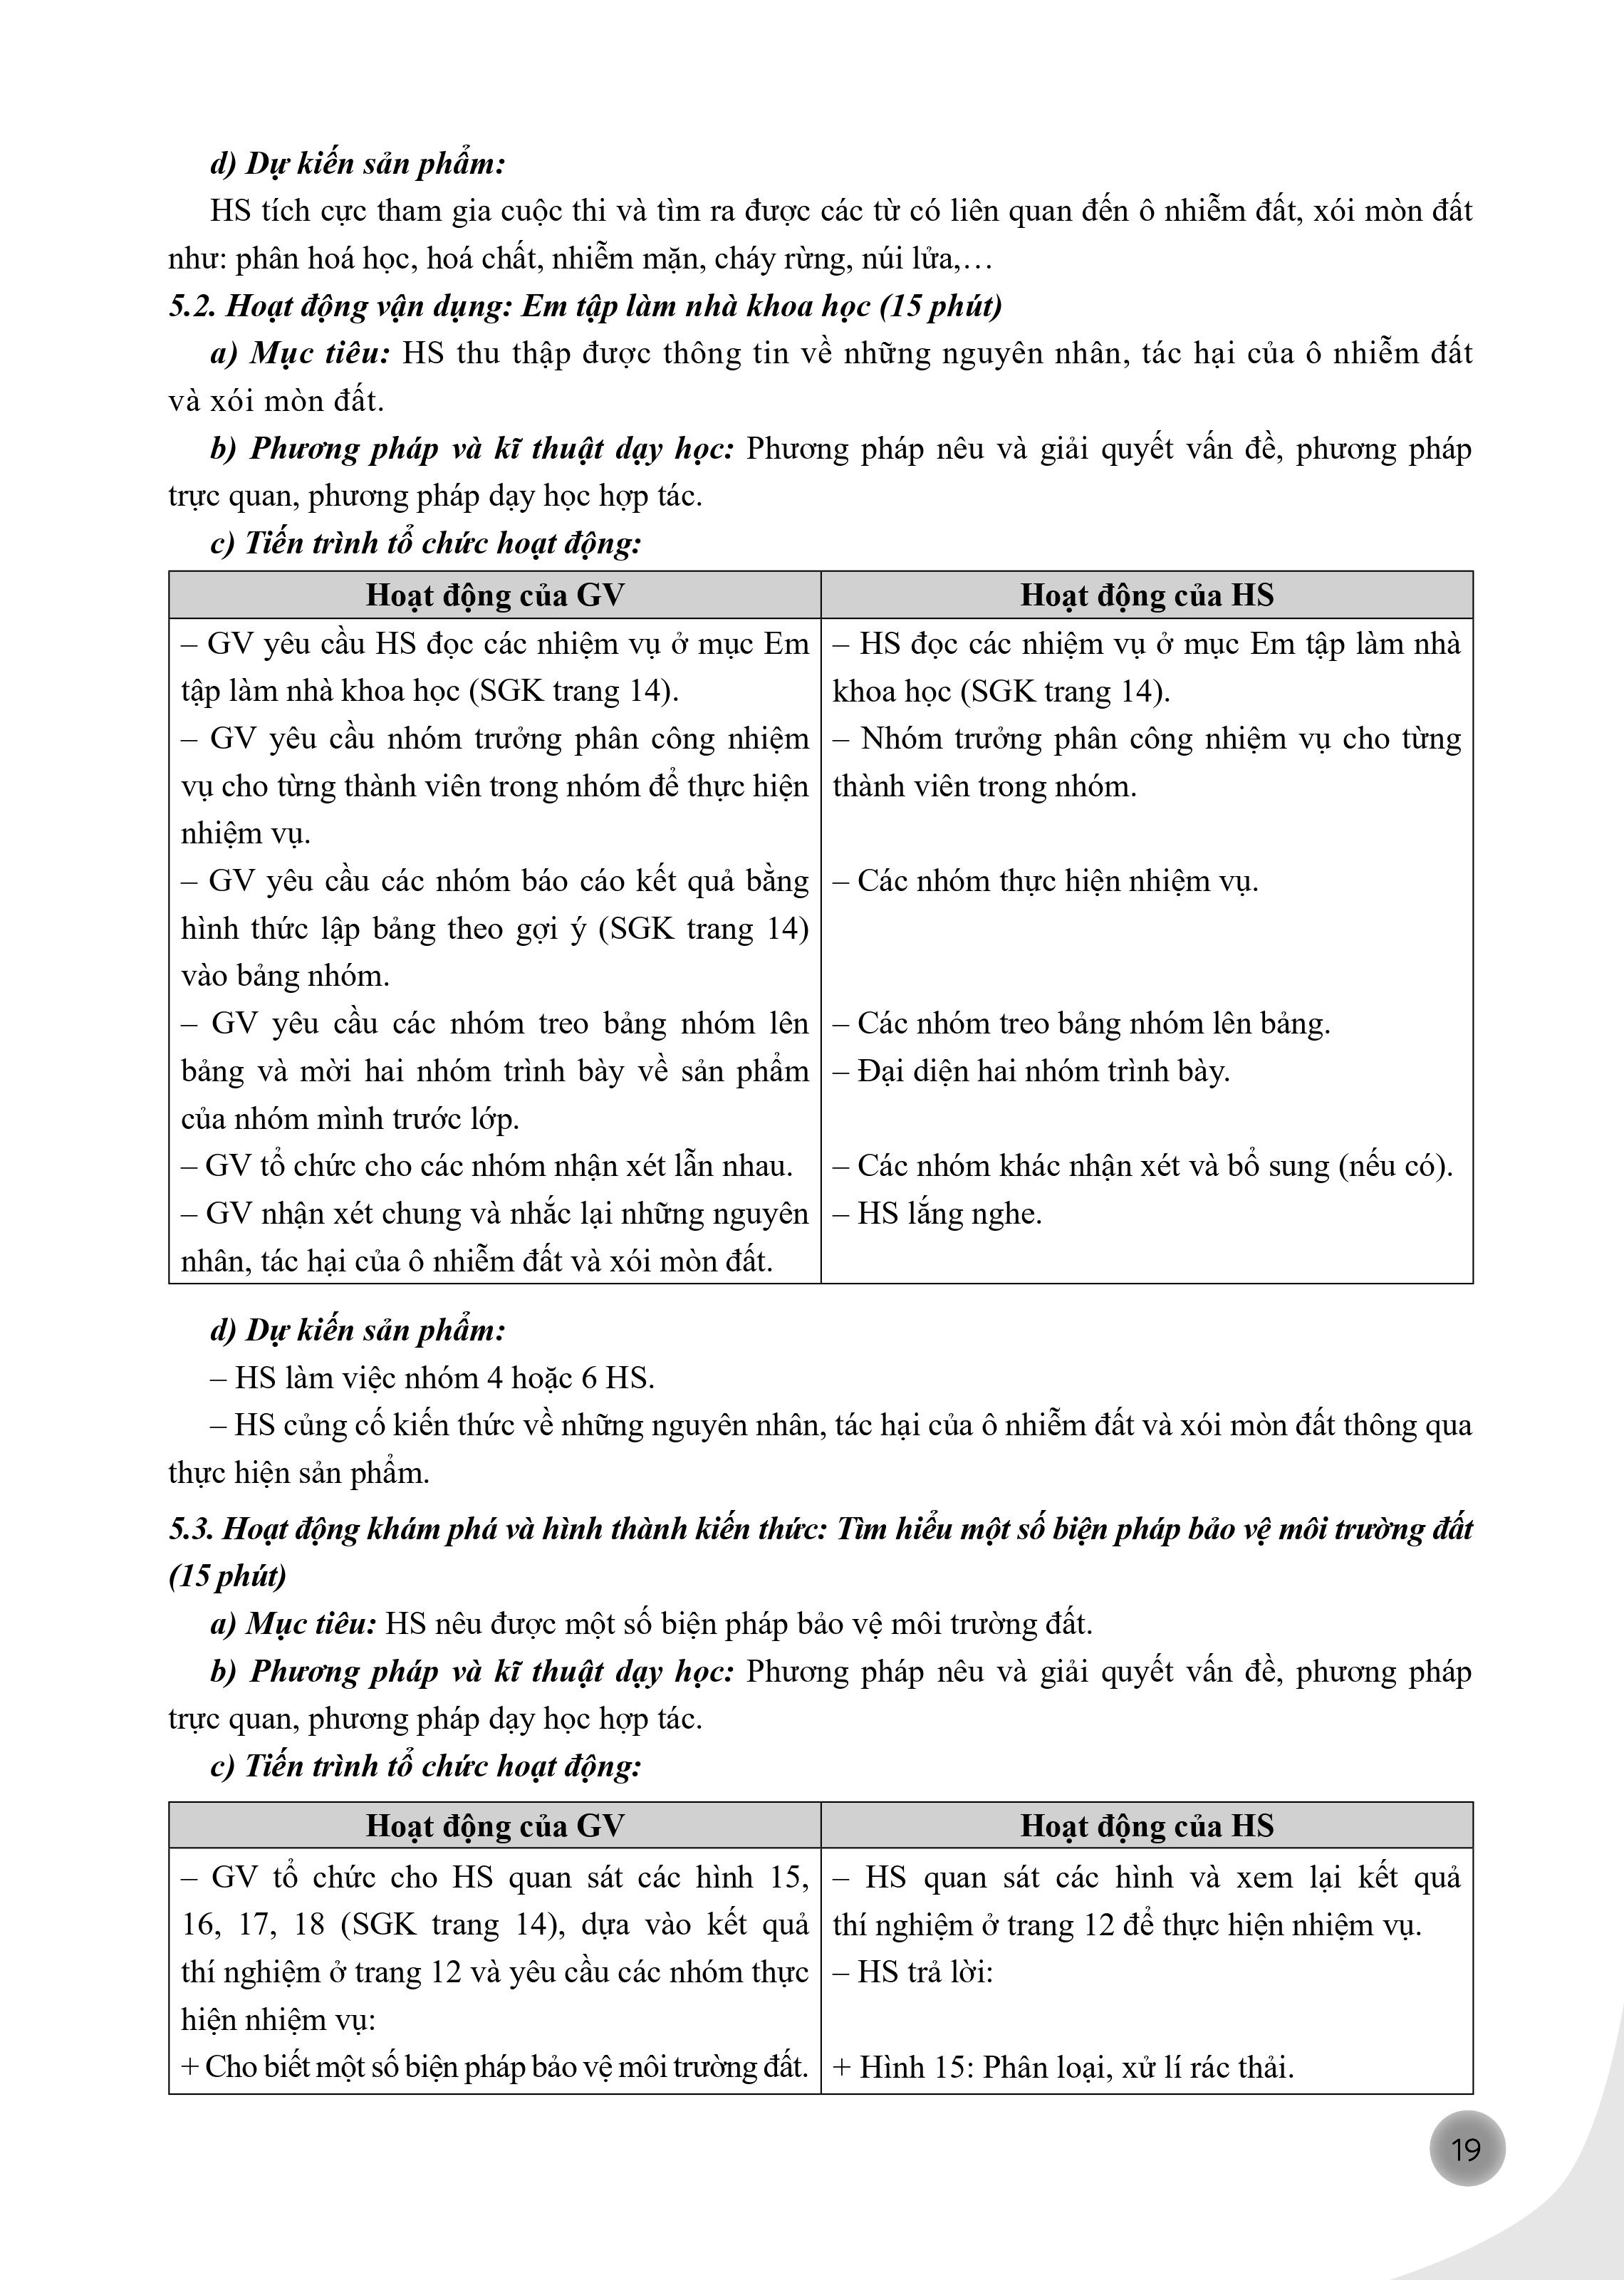 d) Dự kiến sản phẩm:
HS tích cực tham gia cuộc thi và tìm ra được các từ có liên quan đến ô nhiễm đất, xói mòn đất
như: phân hoá học, hoá chất, nhiễm mặn, cháy rừng, núi lửa,…
5.2. Hoạt động vận dụng: Em tập làm nhà khoa học (15 phút)
a) Mục tiêu: HS thu thập được thông tin về những nguyên nhân, tác hại của ô nhiễm đất
và xói mòn đất.
b) Phương pháp và kĩ thuật dạy học: Phương pháp nêu và giải quyết vấn đề, phương pháp
trực quan, phương pháp dạy học hợp tác.
c) Tiến trình tổ chức hoạt động:
Hoạt động của GV
– GV yêu cầu HS đọc các nhiệm vụ ở mục Em
tập làm nhà khoa học (SGK trang 14).
– GV yêu cầu nhóm trưởng phân công nhiệm
vụ cho từng thành viên trong nhóm để thực hiện
nhiệm vụ.
– GV yêu cầu các nhóm báo cáo kết quả bằng
hình thức lập bảng theo gợi ý (SGK trang 14)
vào bảng nhóm.
– GV yêu cầu các nhóm treo bảng nhóm lên
bảng và mời hai nhóm trình bày về sản phẩm
của nhóm mình trước lớp.
– GV tổ chức cho các nhóm nhận xét lẫn nhau.
– GV nhận xét chung và nhắc lại những nguyên
nhân, tác hại của ô nhiễm đất và xói mòn đất.
Hoạt động của HS
– HS đọc các nhiệm vụ ở mục Em tập làm nhà
khoa học (SGK trang 14).
– Nhóm trưởng phân công nhiệm vụ cho từng
thành viên trong nhóm.
– Các nhóm thực hiện nhiệm vụ.
– Các nhóm treo bảng nhóm lên bảng.
– Đại diện hai nhóm trình bày.
– Các nhóm khác nhận xét và bổ sung (nếu có).
– HS lắng nghe.
d) Dự kiến sản phẩm:
– HS làm việc nhóm 4 hoặc 6 HS.
– HS củng cố kiến thức về những nguyên nhân, tác hại của ô nhiễm đất và xói mòn đất thông qua
thực hiện sản phẩm.
5.3. Hoạt động khám phá và hình thành kiến thức: Tìm hiểu một số biện pháp bảo vệ môi trường đất
(15 phút)
a) Mục tiêu: HS nêu được một số biện pháp bảo vệ môi trường đất.
b) Phương pháp và kĩ thuật dạy học: Phương pháp nêu và giải quyết vấn đề, phương pháp
trực quan, phương pháp dạy học hợp tác.
c) Tiến trình tổ chức hoạt động:
Hoạt động của GV
– GV tổ chức cho HS quan sát các hình 15,
16, 17, 18 (SGK trang 14), dựa vào kết quả
thí nghiệm ở trang 12 và yêu cầu các nhóm thực
hiện nhiệm vụ:
+ Cho biết một số biện pháp bảo vệ môi trường đất.
Hoạt động của HS
– HS quan sát các hình và xem lại kết quả
thí nghiệm ở trang 12 để thực hiện nhiệm vụ.
– HS trả lời:
+ Hình 15: Phân loại, xử lí rác thải.
19